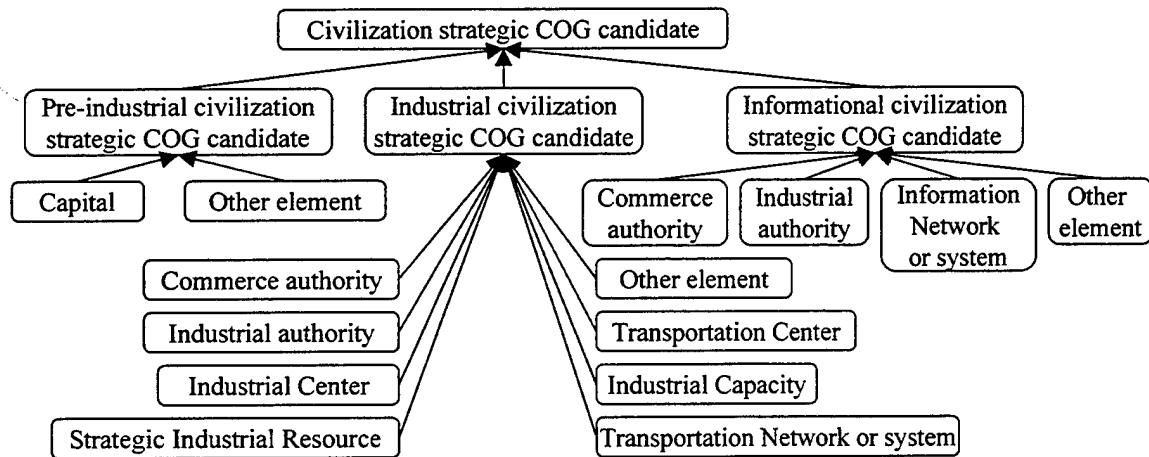 Civilization strategic COG candidate
Pre-industrial civilization
strategic COG candidate
Industrial civilization
strategic COG candidate
Informational civilization
strategic COG candidate
Capital
Other element
Commerce
authority
Industrial
authority
Information
Network
or system
Other
element
Commerce authority
Other element
Industrial authority
Transportation Center
Industrial Center
Industrial Capacity
Strategic Industrial Resource
Transportation Network or system